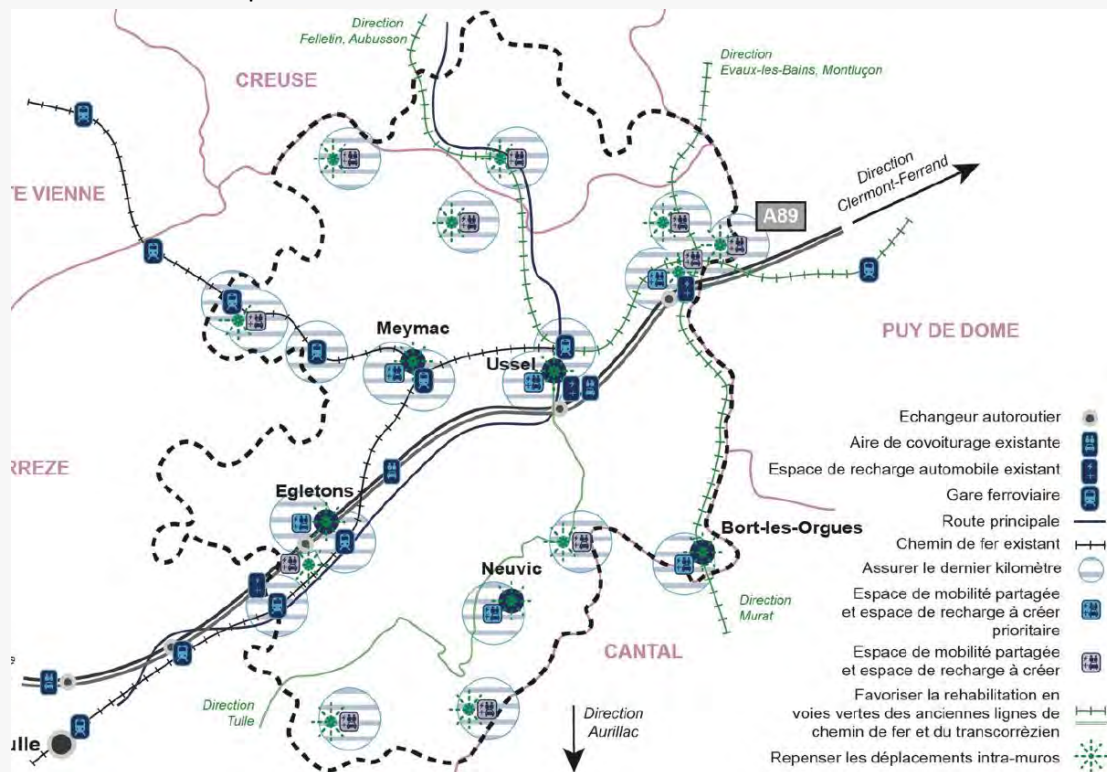 Direction
Felletin, Aubusson
Direction
Evaux-les-Bains, Montluçon
CREUSE
Direction
Clermont-Ferrand
TE VIENNE
A89
Meymac
Ussel
PUY DE DOME
RREZE
Egletons
Bort-les-Orgues
Neuvic
Direction
Murat
CANTAL
Direction
Tulle
Direction
Aurillac
ulle
Echangeur autoroutier
Aire de covoiturage existante
Espace de recharge automobile existant
Gare ferroviaire
Route principale
Chemin de fer existant
Assurer le dernier kilomètre
Espace de mobilité partagée
et espace de recharge à créer
prioritaire
Espace de mobilité partagée
et espace de recharge à créer
Favoriser la rehabilitation en
voies vertes des anciennes lignes de
chemin de fer et du transcorrèzien
Repenser les déplacements intra-muros